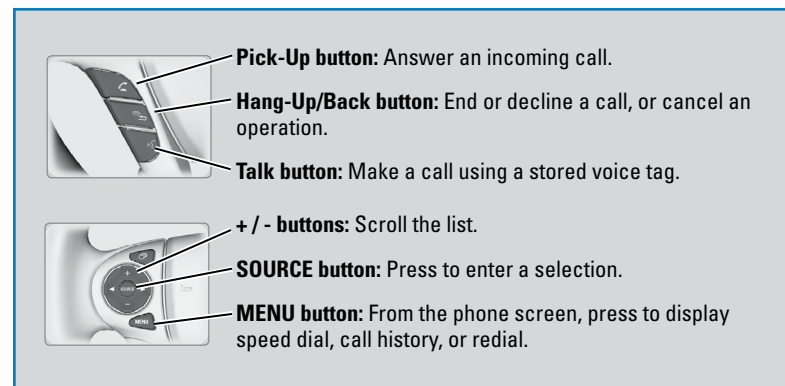 Pick-Up button: Answer an incoming call.
Hang-Up/Back button: End or decline a call, or cancel an
operation.
Talk button: Make a call using a stored voice tag.
+ / - buttons: Scroll the list.
SOURCE button: Press to enter a selection.
MENU button: From the phone screen, press to display
speed dial, call history, or redial.
+
SOURCE
-
MENU